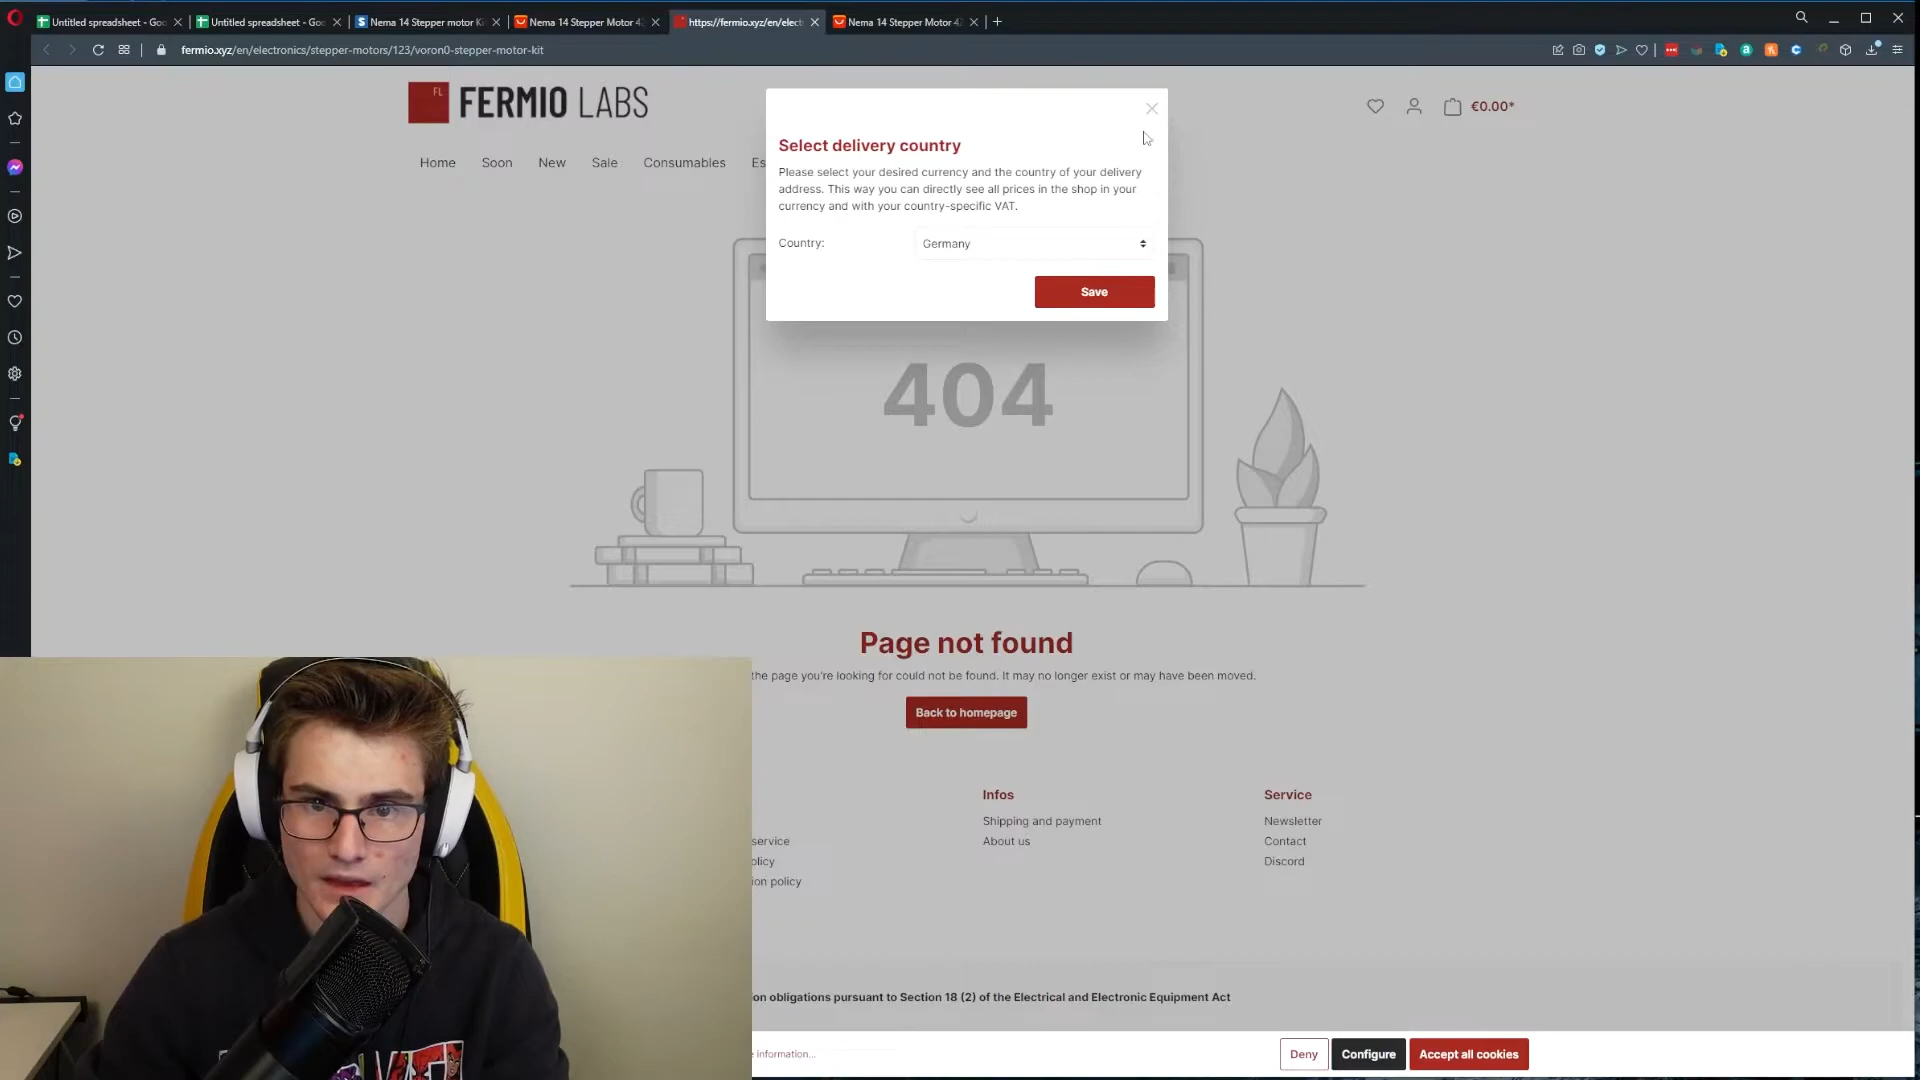 Untitled spreadsheet - Goo
Untitled spreadsheet - Goo
Nema 14 Stepper motor Ki
Nema 14 Stepper Motor 4
https://fermio.xyz/en/elect
Nema 14 Stepper Motor 42
fermio.xyz/en/electronics/stepper-motors/123/voron0-stepper-motor-kit
FL
FERMIO LABS
€0.00*
Home
Soon
New
Sale
Consumables
Es
Select delivery country
Please select your desired currency and the country of your delivery
address. This way you can directly see all prices in the shop in your
currency and with your country-specific VAT.
Country:
Germany
Save
404
Page not found
the page you're looking for could not be found. It may no longer exist or may have been moved.
Back to homepage
Infos
Service
Shipping and payment
Newsletter
service
About us
Contact
olicy
Discord
ion policy
on obligations pursuant to Section 18 (2) of the Electrical and Electronic Equipment Act
e information...
Deny
Configure
Accept all cookies